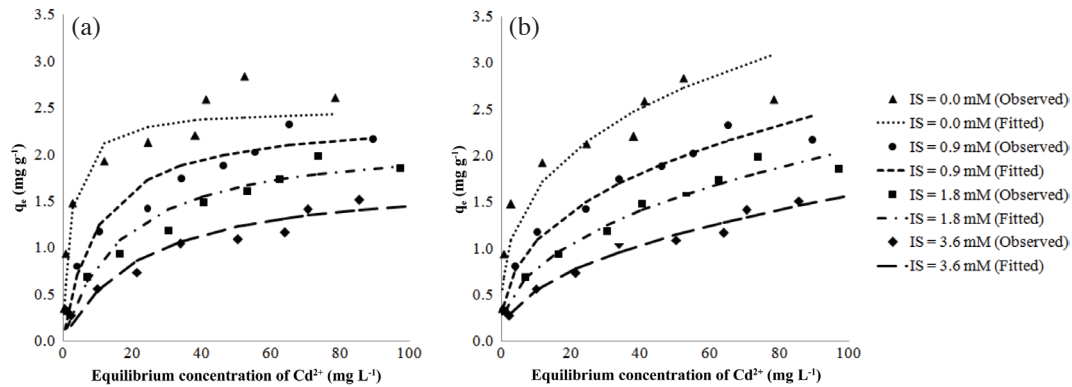 (a)
3.5
3.0
2.5
2.0
1.5
1.0
0.5
0.0
qe (mg g-1)
0 20 40 60 80 100
Equilibrium concentration of Cd2+ (mg L-1)
(b)
3.5
3.0
2.5
2.0
1.5
1.0
0.5
0.0
qe (mg g-1)
0 20 40 60 80 100
Equilibrium concentration of Cd2+ (mg L-1)
IS = 0.0 mM (Observed)
IS = 0.0 mM (Fitted)
IS = 0.9 mM (Observed)
IS = 0.9 mM (Fitted)
IS = 1.8 mM (Observed)
IS = 1.8 mM (Fitted)
IS = 3.6 mM (Observed)
IS = 3.6 mM (Fitted)